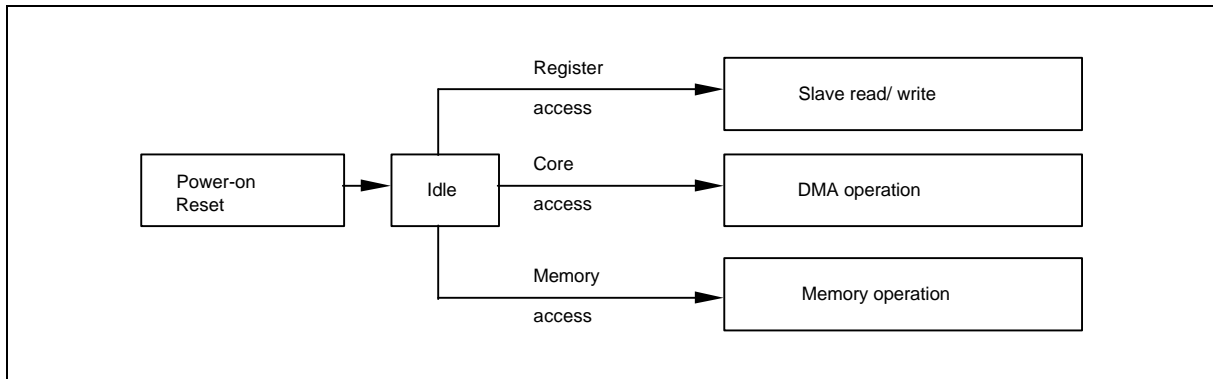 Register
access
Slave read/ write
Power-on
Reset
Idle
Core
access
DMA operation
Memory
access
Memory operation